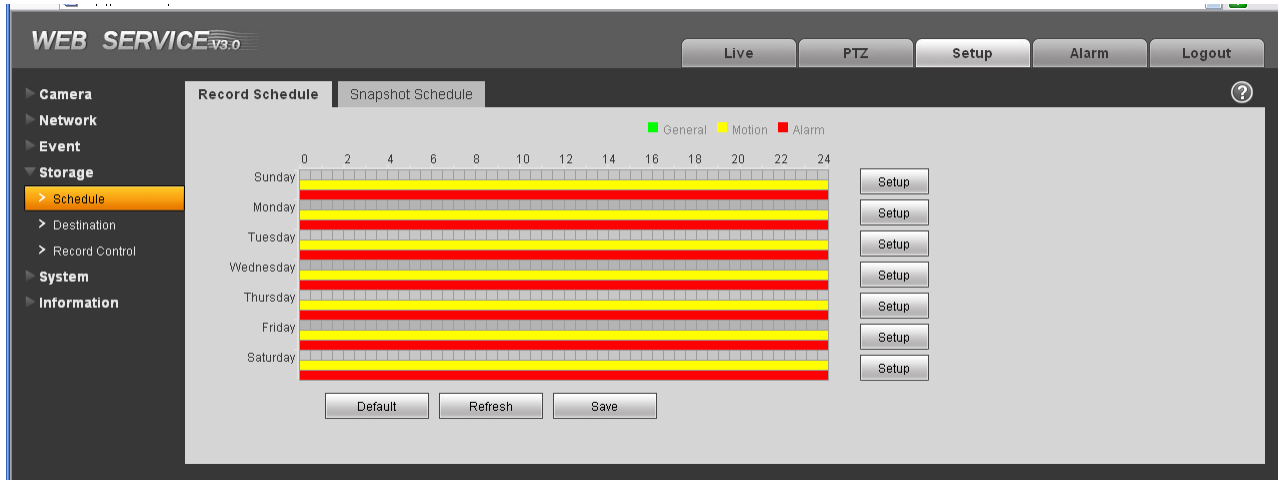 WEB SERVICE V3.0
Live PTZ Setup Alarm Logout
Camera
Network
Event
Storage
> Schedule
> Destination
> Record Control
System
Information
Record Schedule Snapshot Schedule ?
General Motion Alarm
0 2 4 6 8 10 12 14 16 18 20 22 24
Sunday Setup
Monday Setup
Tuesday Setup
Wednesday Setup
Thursday Setup
Friday Setup
Saturday Setup
Default Refresh Save